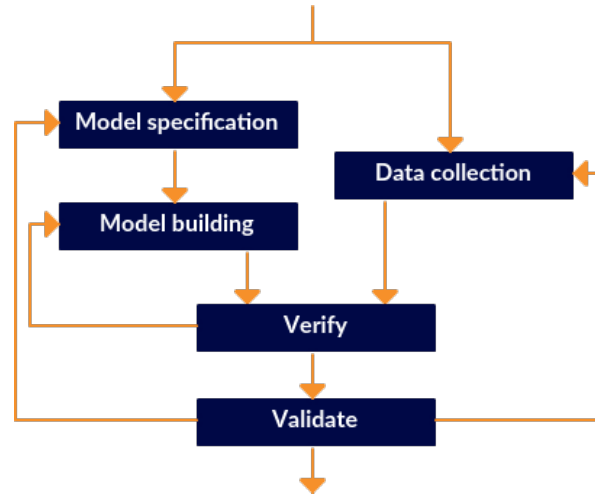 Model specification
Data collection
Model building
Verify
Validate